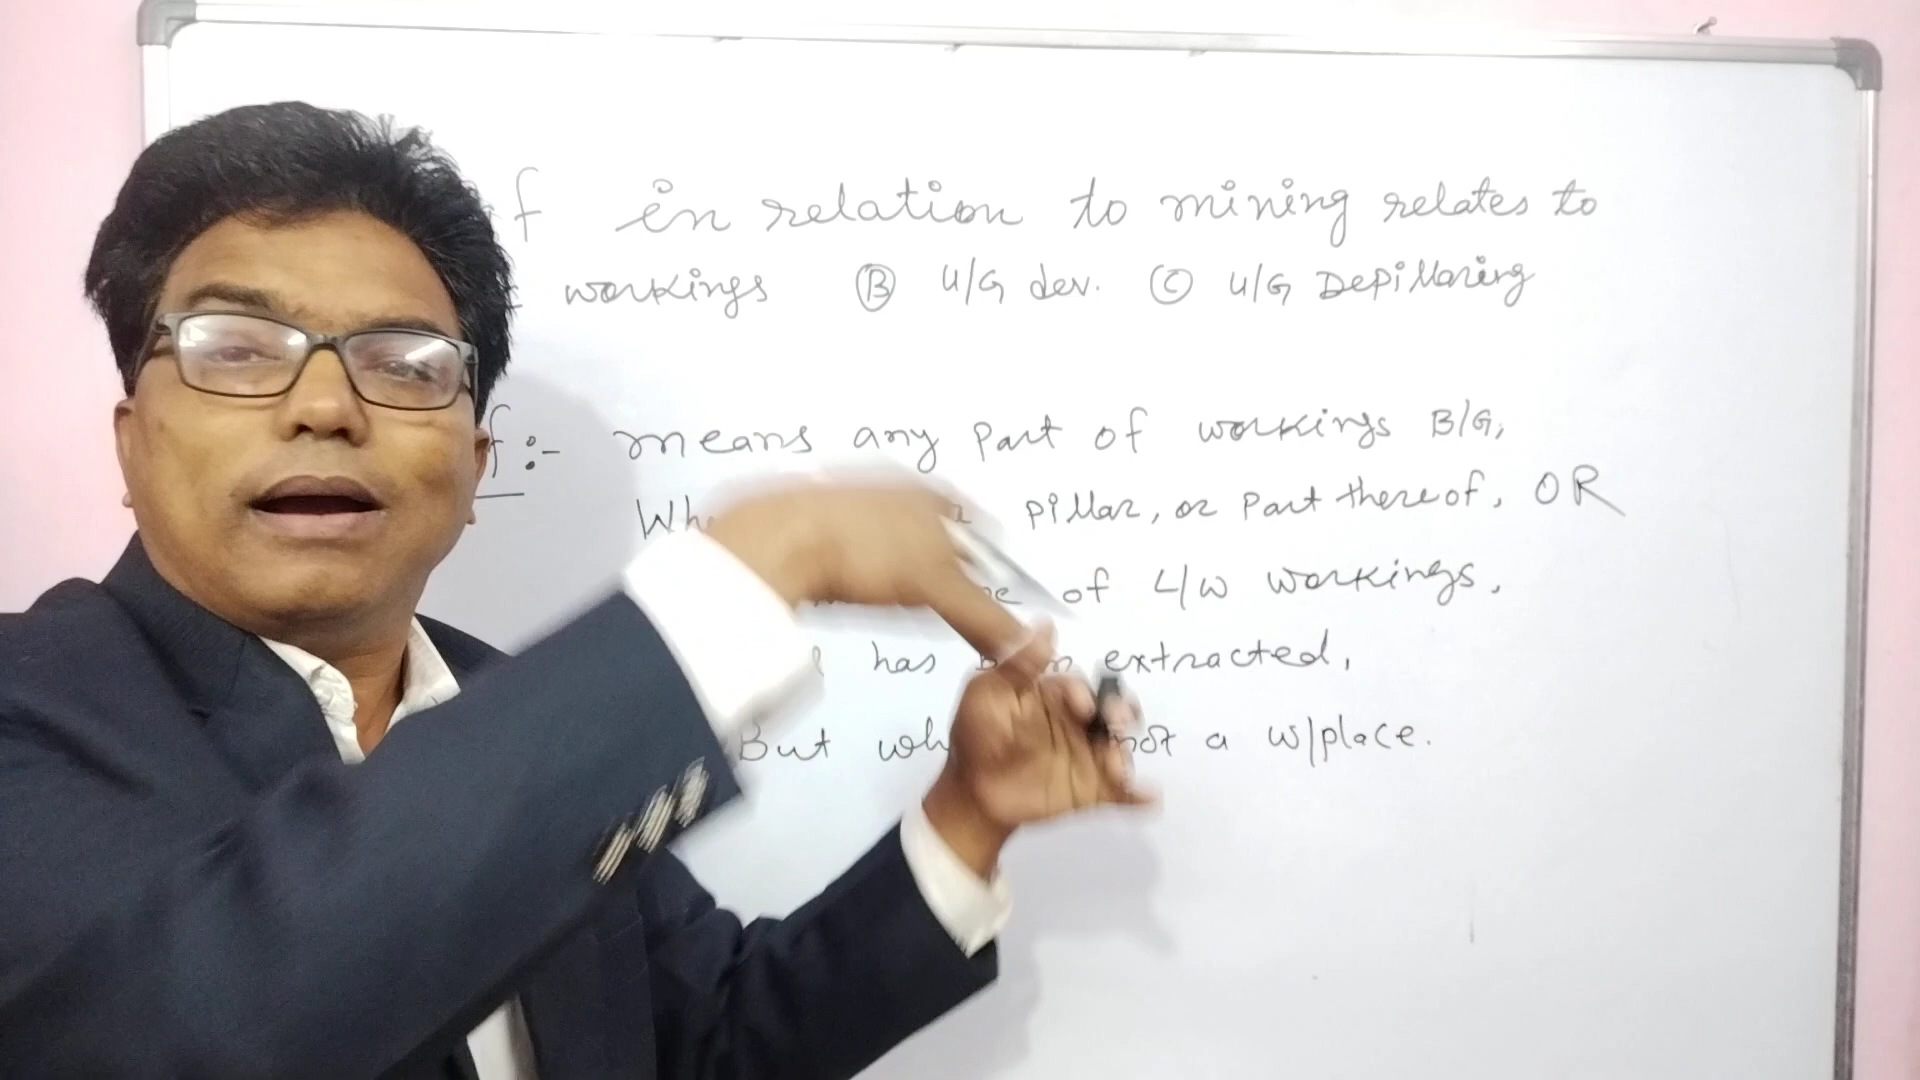 in relation to mining relates to
workings Ⓑ U/G dev. Ⓒ U/G Depillaring
:- means any part of workings B/G,
pillar, or part thereof, OR
of L/W workings,
has been extracted,
But not a w/place.